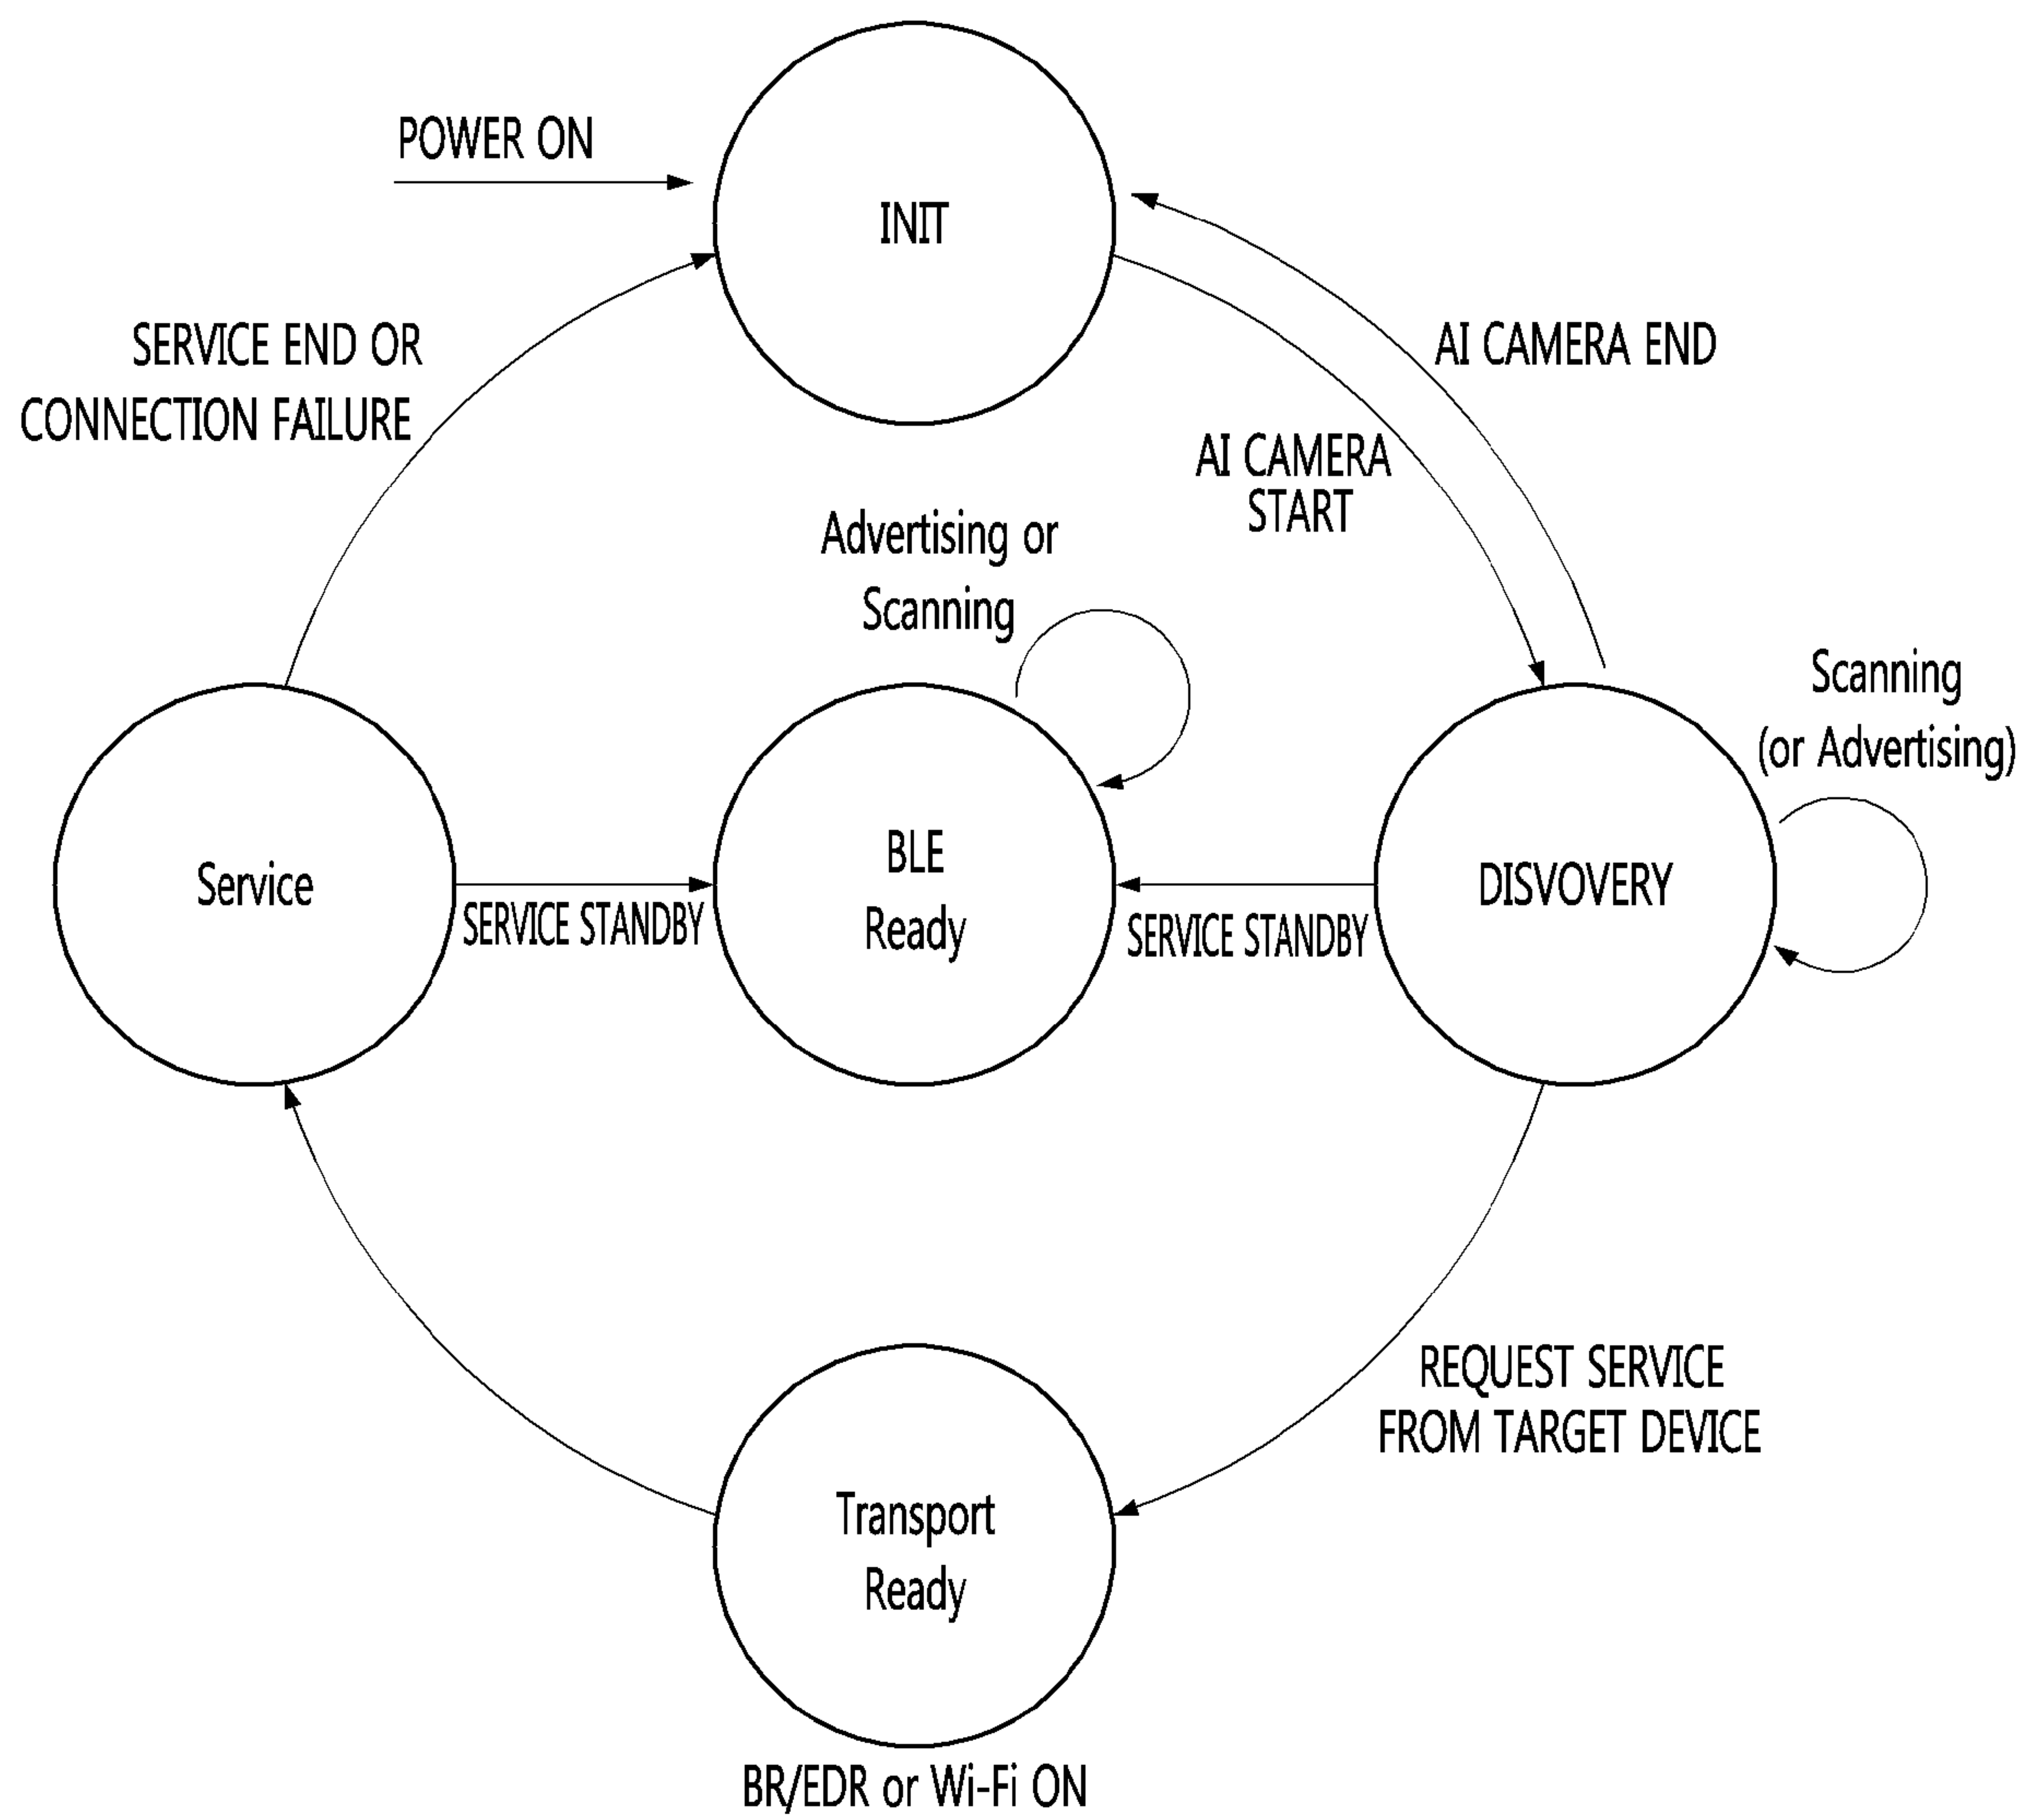 POWER ON
INIT
SERVICE END OR
CONNECTION FAILURE
AI CAMERA END
AI CAMERA
START
Advertising or
Scanning
Scanning
(or Advertising)
Service
SERVICE STANDBY
BLE
Ready
SERVICE STANDBY
DISVOVERY
REQUEST SERVICE
FROM TARGET DEVICE
Transport
Ready
BR/EDR or Wi-Fi ON